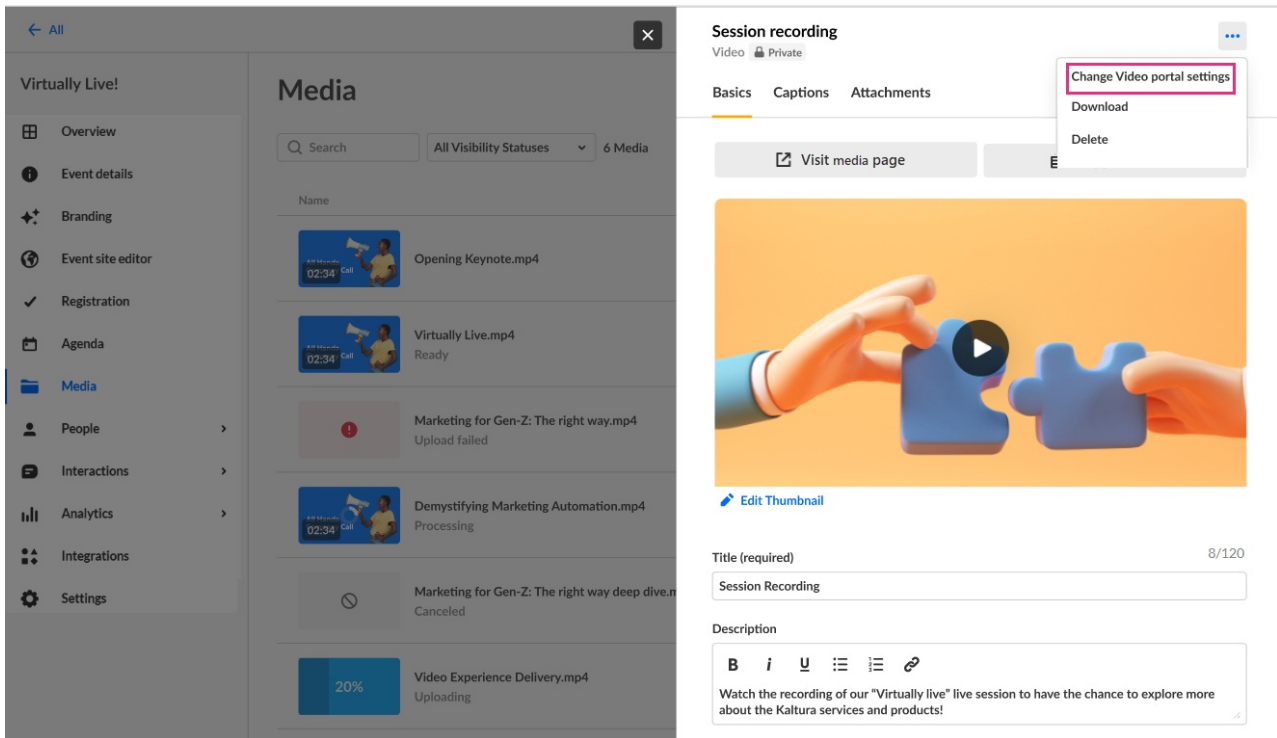 All
Virtually Live!
Overview
Event details
Branding
Event site editor
Registration
Agenda
Media
People
Interactions
Analytics
Integrations
Settings
Media
Search
All Visibility Statuses
6 Media
Name
02:34
Call
Opening Keynote.mp4
02:34
Call
Virtually Live.mp4
Ready
Marketing for Gen-Z: The right way.mp4
Upload failed
02:34
Call
Demystifying Marketing Automation.mp4
Processing
Marketing for Gen-Z: The right way deep dive.m
Canceled
20%
Video Experience Delivery.mp4
Uploading
Session recording
Video
Private
Change Video portal settings
Download
Delete
Basics
Captions
Attachments
Visit media page
E
Edit Thumbnail
Title (required)
8/120
Session Recording
Description
B i U
Watch the recording of our “Virtually live” live session to have the chance to explore more
about the Kaltura services and products!